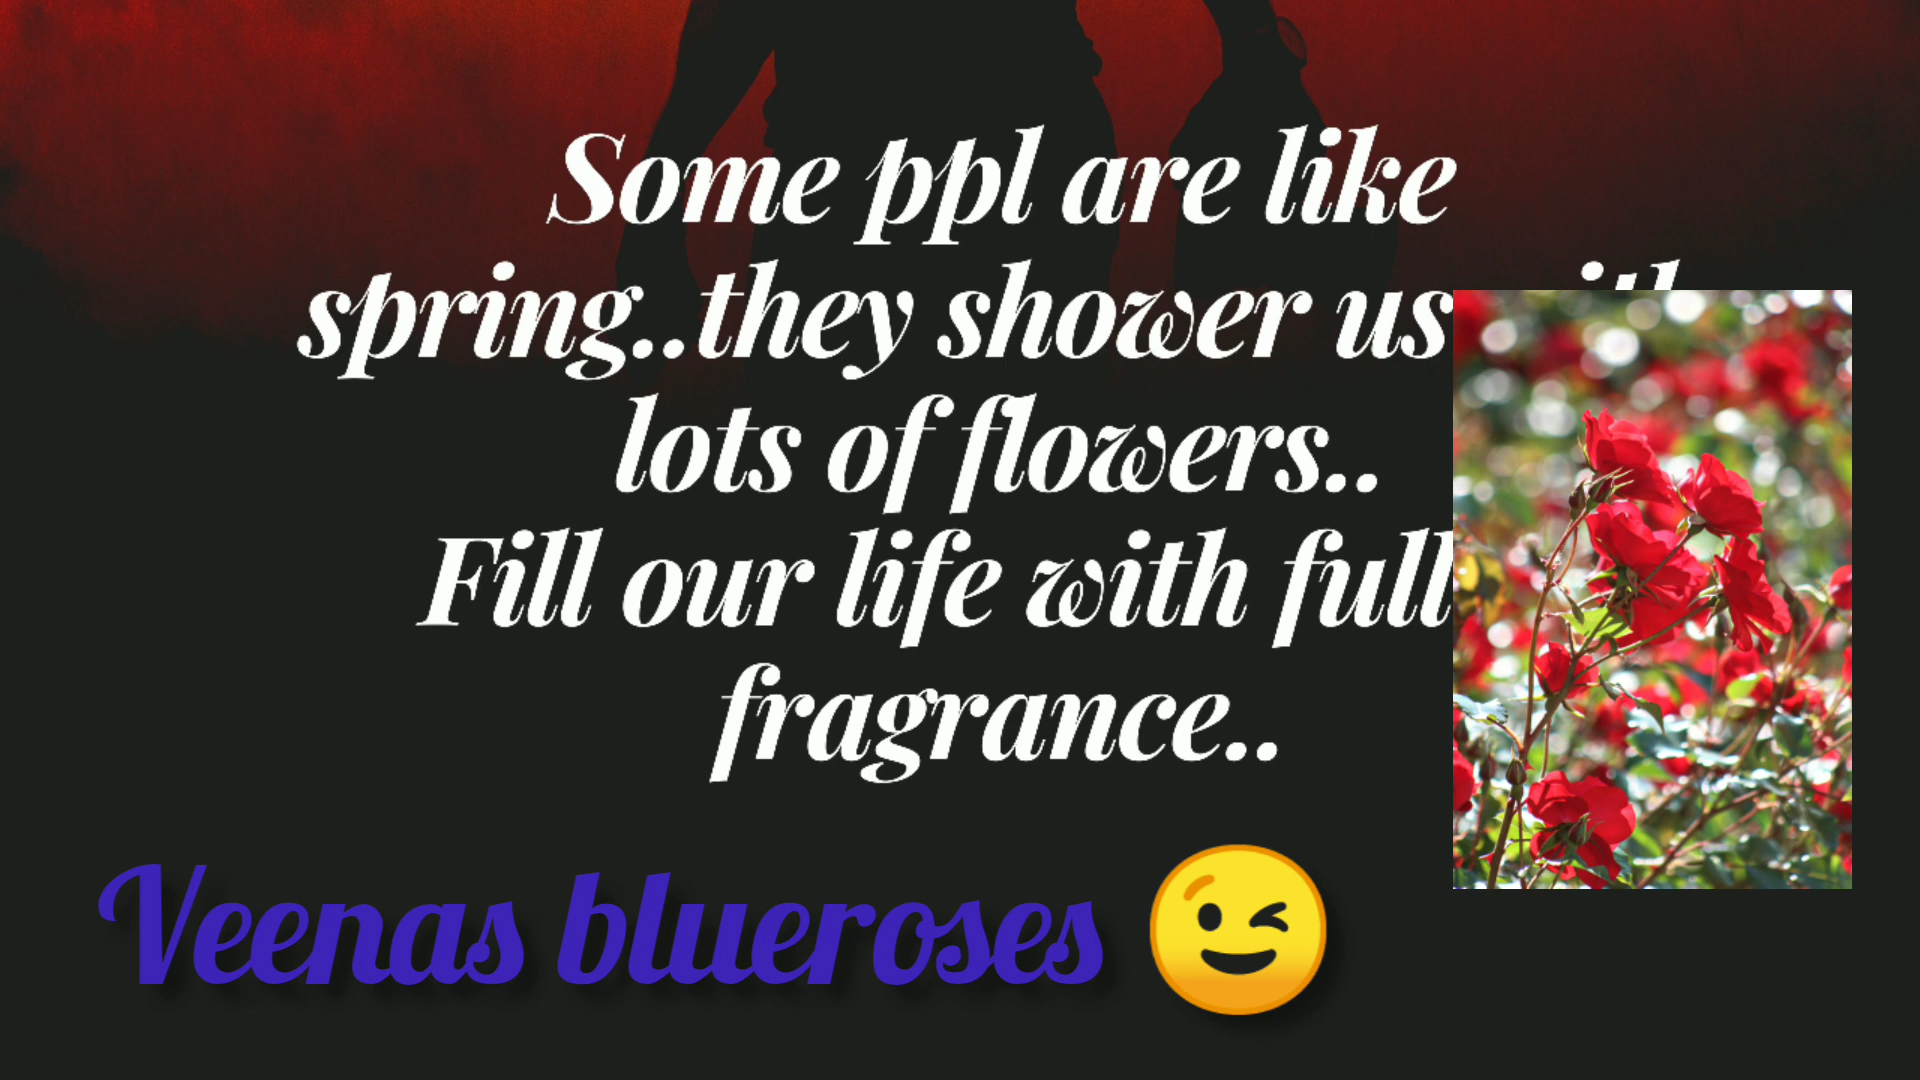 Some ppl are like
spring..they shower us
lots of flowers..
Fill our life with full
fragrance..
Veenas blueroses 😉